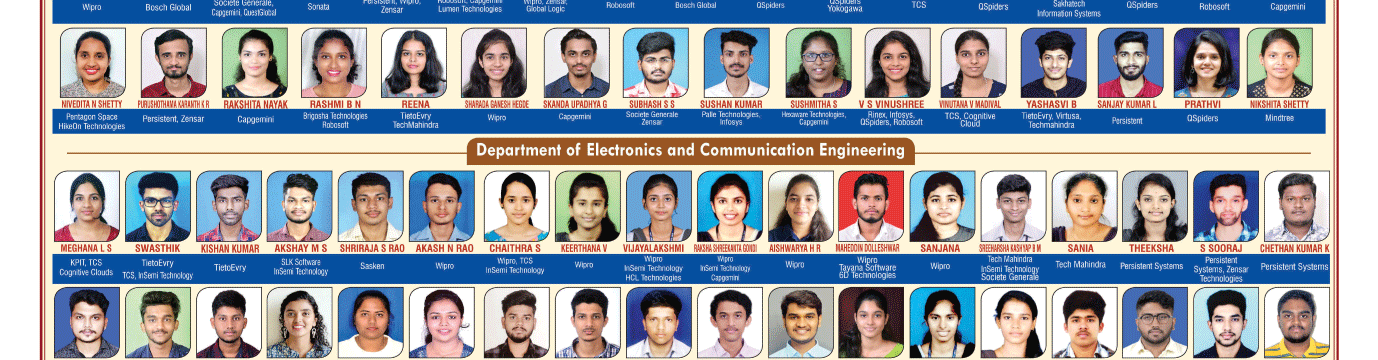 Wipro
Bosch Global
Societe Generale,
Capgemini, QuestGlobal
Sonata
Persistent, Wipro,
Zensar
Robosoft, Capgemini
Lumen Technologies
Wipro, Zensar,
Global Logic
Robosoft
Bosch Global
QSpiders
QSpiders
Yokogawa
TCS
QSpiders
Sakhatech
Information Systems
QSpiders
Robosoft
Capgemini
NIVEDITA N SHETTY
PURUSHOTHAMA KARANTH K R
RAKSHITA NAYAK
RASHMI B N
REENA
SHARADA GANESH HEGDE
SKANDA UPADHYA G
SUBHASH S S
SUSHAN KUMAR
SUSHMITHA S
V S VINUSHREE
VINUTANA V MADIVAL
YASHASVI B
SANJAY KUMAR L
PRATHVI
NIKSHITA SHETTY
Pentagon Space
HikeOn Technologies
Persistent, Zensar
Capgemini
Brigosha Technologies
Robosoft
TietoEvry
TechMahindra
Wipro
Capgemini
Societe Generale
Zensar
Palle Technologies,
Infosys
Hexaware Technologies,
Capgemini
Rinex, Infosys,
QSpiders, Robosoft
TCS, Cognitive
Cloud
TietoEvry, Virtusa,
Techmahindra
Persistent
QSpiders
Mindtree
Department of Electronics and Communication Engineering
MEGHANA L S
SWASTHIK
KISHAN KUMAR
AKSHAY M S
SHRIRAJA S RAO
AKASH N RAO
CHAITHRA S
KEERTHANA V
VIJAYALAKSHMI
RAKSHA SHREEKANTA GONDI
AISHWARYA H R
MAHEDDIN DOLLESHWAR
SANJANA
SREEHARSHA KASHYAP B M
SANIA
THEEKSHA
S SOORAJ
CHETHAN KUMAR K
KPIT, TCS
Cognitive Clouds
TietoEvry
TCS, InSemi Technology
TietoEvry
SLK Software
InSemi Technology
Sasken
Wipro
Wipro, TCS
InSemi Technology
Wipro
Wipro
InSemi Technology
HCL Technologies
Wipro
InSemi Technology
Capgemini
Wipro
Wipro
Tayana Software
6D Technologies
Wipro
Tech Mahindra
InSemi Technology
Societe Generale
Tech Mahindra
Persistent Systems
Persistent
Systems, Zensar
Technologies
Persistent Systems